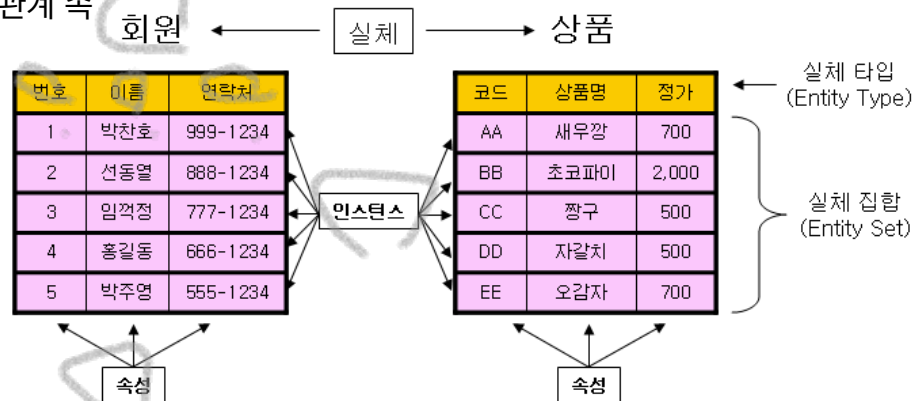 관계 속
회원 실체 상품
실체 타입
(Entity Type)
번호 이름 연락처 코드 상품명 정가
1 박찬호 999-1234 AA 새우깡 700
2 선동열 888-1234 BB 초코파이 2,000
3 임꺽정 777-1234 인스턴스 CC 짱구 500
4 홍길동 666-1234 DD 자갈치 500
5 박주영 555-1234 EE 오감자 700
실체 집합
(Entity Set)
속성 속성